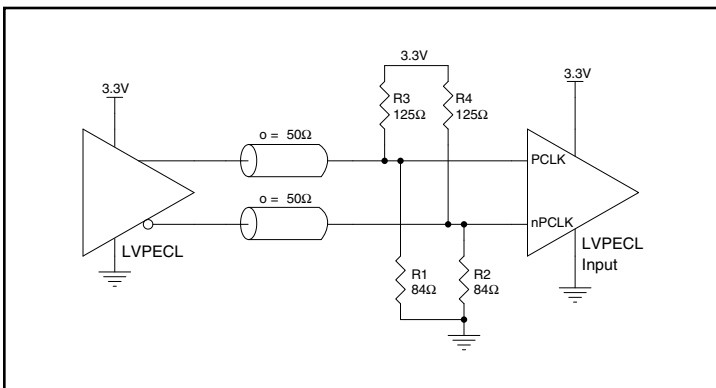 3.3V
3.3V
3.3V
R3
125Ω
R4
125Ω
o = 50Ω
PCLK
o = 50Ω
nPCLK
LVPECL
LVPECL
Input
R1
84Ω
R2
84Ω